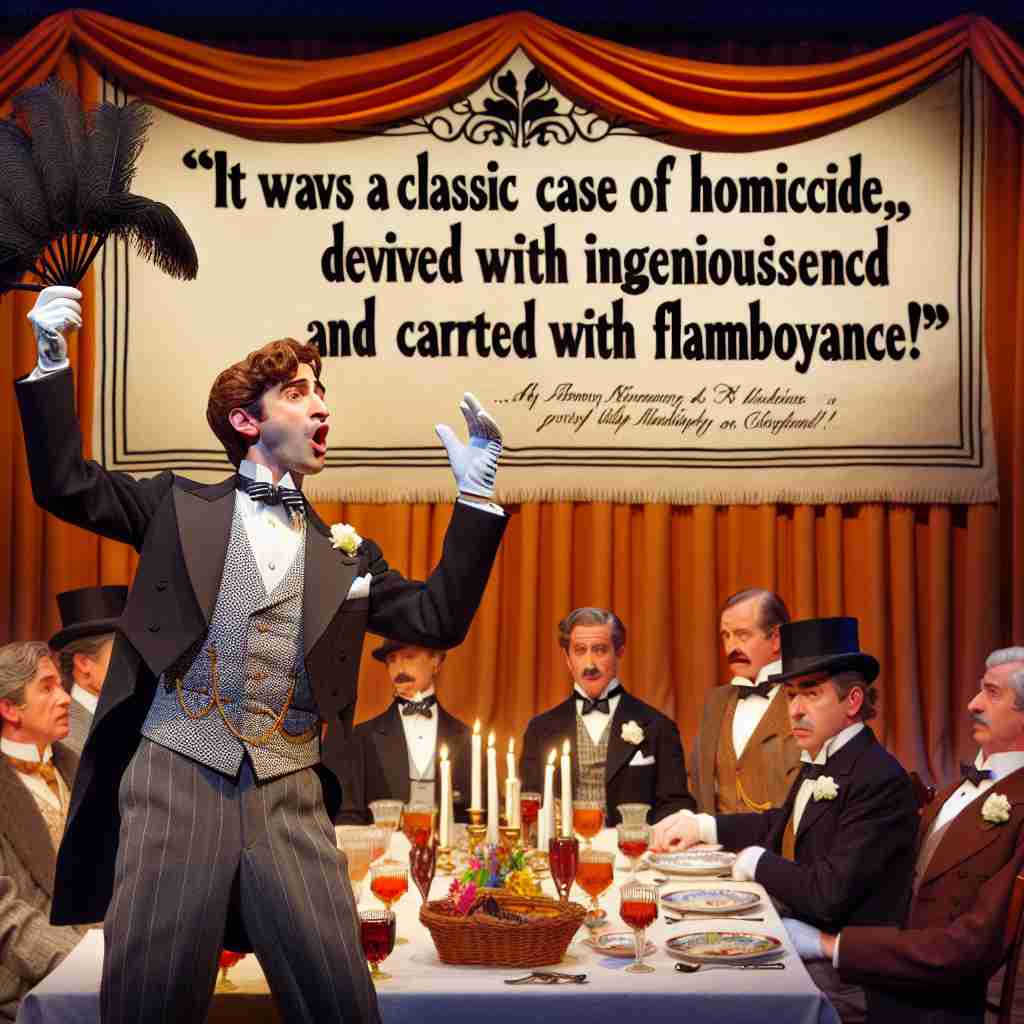 “It wavs a classic case of homiccide,,
devived with ingenioussencd
and carrted with flamboyance!”